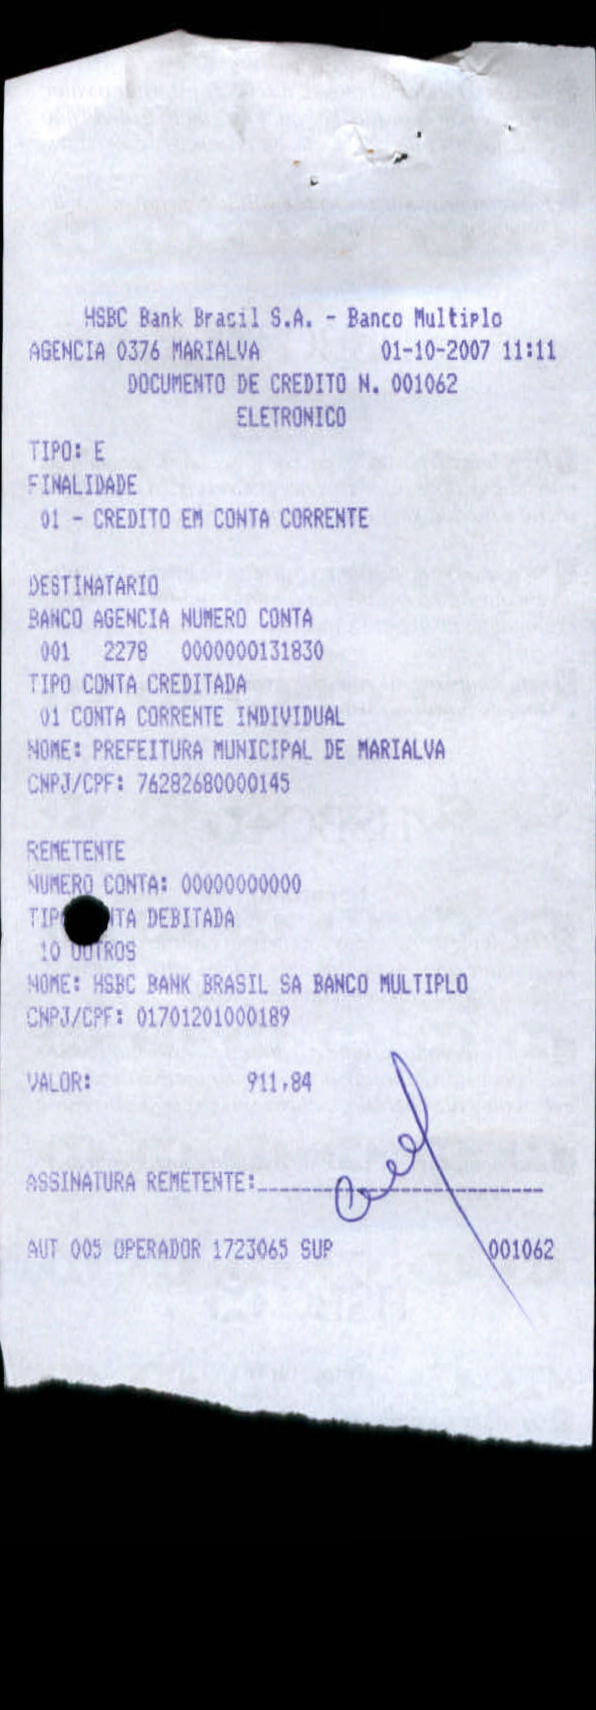 HSBC Bank Brasil S.A. - Banco Multiplo
AGENCIA 0376 MARIALVA 01-10-2007 11:11
DOCUMENTO DE CREDITO N. 001062
ELETRONICO
TIPO: E
FINALIDADE
01 - CREDITO EM CONTA CORRENTE
DESTINATARIO
BANCO AGENCIA NUMERO CONTA
001 2278 0000000131830
TIPO CONTA CREDITADA
01 CONTA CORRENTE INDIVIDUAL
NOME: PREFEITURA MUNICIPAL DE MARIALVA
CNPJ/CPF: 76282680000145
REMETENTE
NUMERO CONTA: 00000000000
TIP NTA DEBITADA
10 OUTROS
NOME: HSBC BANK BRASIL SA BANCO MULTIPLO
CNPJ/CPF: 01701201000189
VALOR: 911,84
ASSINATURA REMETENTE:
AUT 005 OPERADOR 1723065 SUP 001062